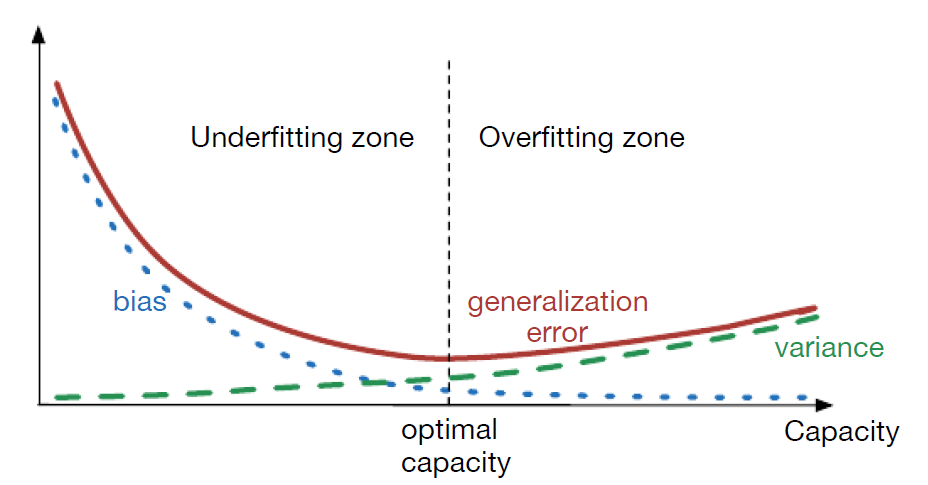 Underfitting zone
Overfitting zone
bias
generalization
error
variance
optimal
capacity
Capacity